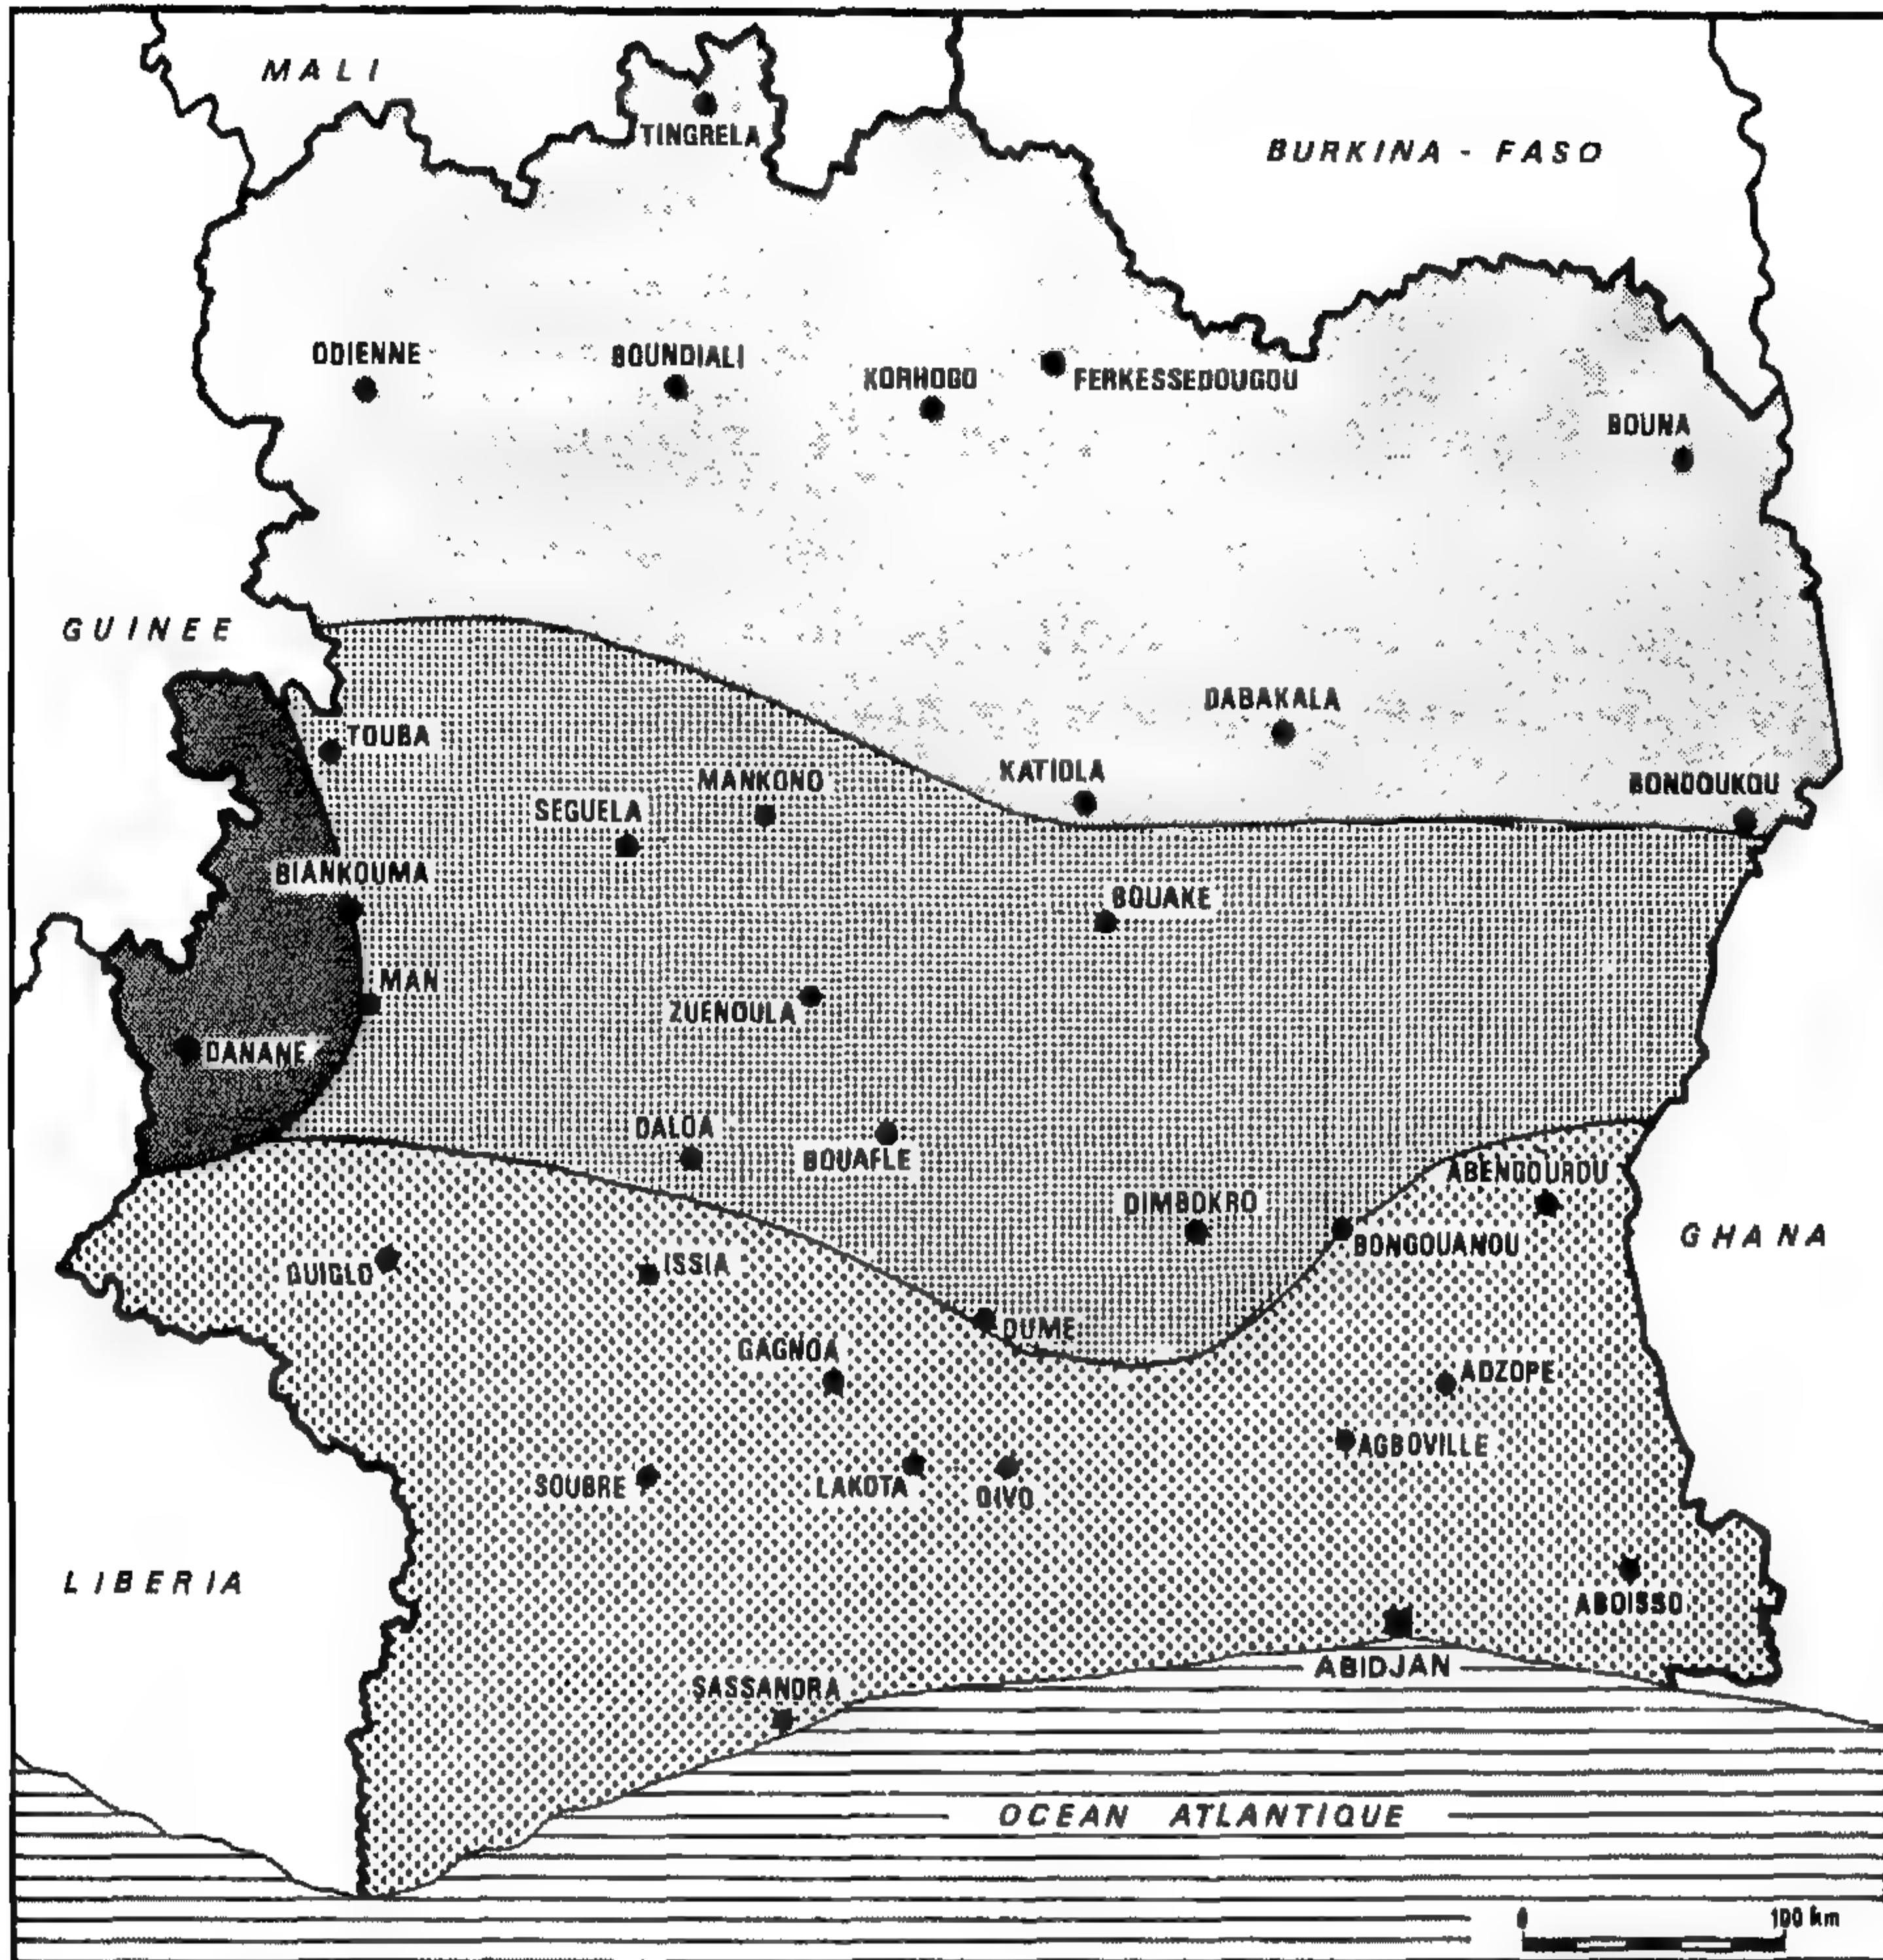 MALI
TINGRELA
BURKINA - FASO
ODIENNE
BOUNDIALI
KORHOGO
FERKESSEDOUGOU
BOUNA
GUINEE
DABAKALA
TOUBA
KATIOLA
MANKONO
BONDOUKOU
SEGUELA
BIANKOUMA
BOUAKE
MAN
ZUENOULA
DANANE
DALOA
BOUAFLE
ABENGOUROU
DIMBOKRO
GHANA
BONGOUANOU
ISSIA
GUIGLO
OUME
GAGNOA
ADZOPE
AGBOVILLE
SOUBRE
LAKOTA
DIVO
LIBERIA
ABOISSO
ABIDJAN
SASSANDRA
OCEAN ATLANTIQUE
0 100 km